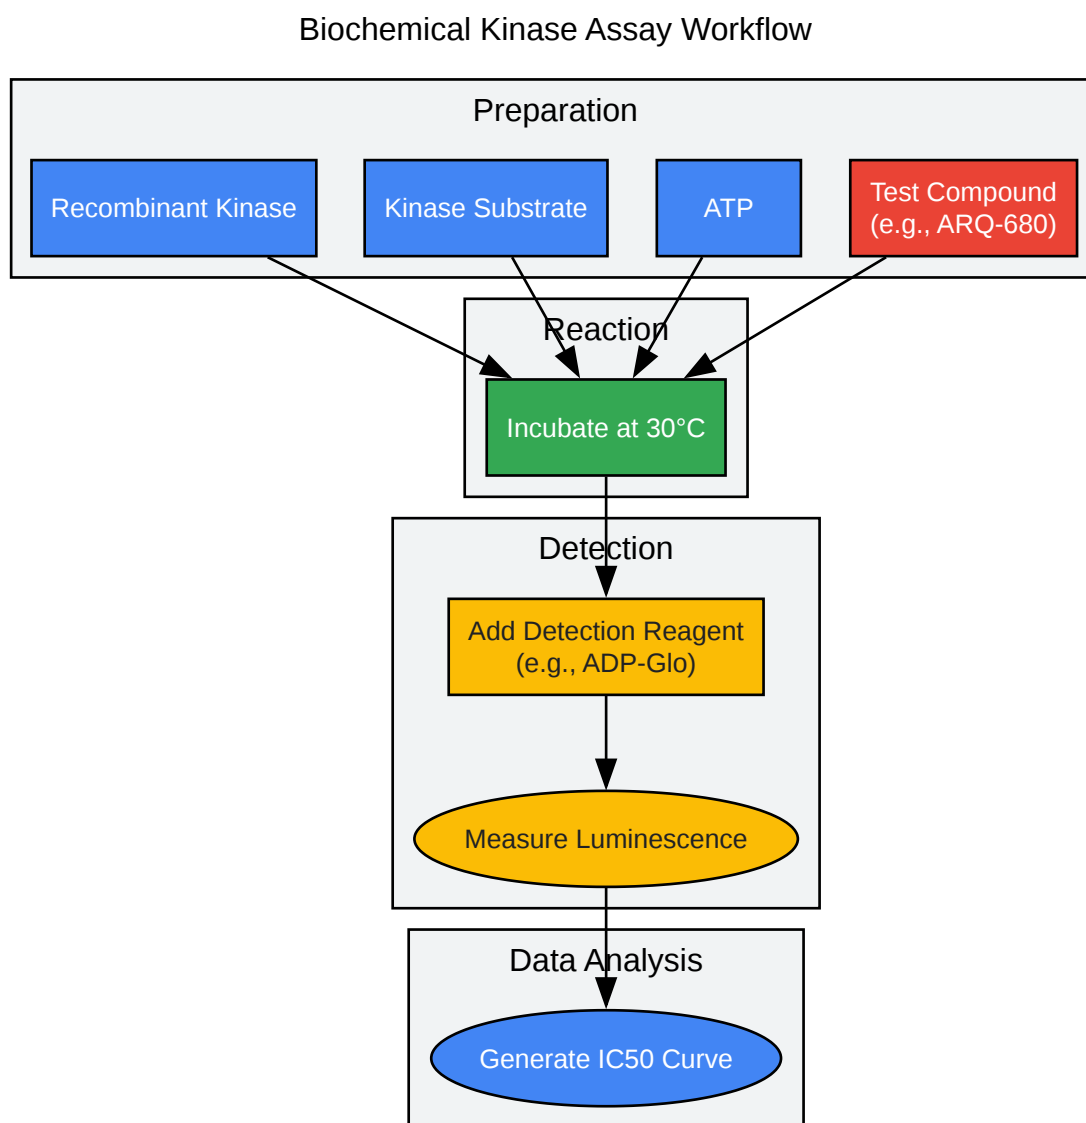 Biochemical Kinase Assay Workflow
Preparation
Recombinant Kinase
Kinase Substrate
ATP
Test Compound
(e.g., ARQ-680)
Reaction
Incubate at 30°C
Detection
Add Detection Reagent
(e.g., ADP-Glo)
Measure Luminescence
Data Analysis
Generate IC50 Curve